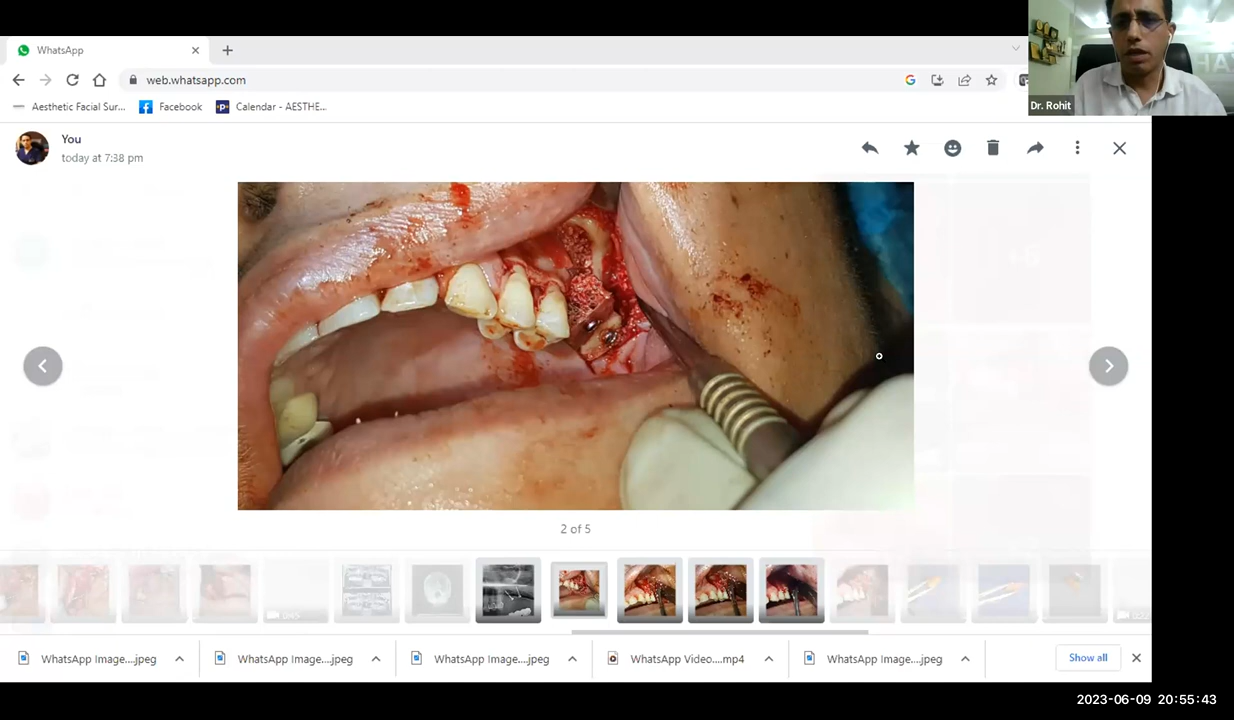 WhatsApp
web.whatsapp.com
Aesthetic Facial Sur...
Facebook
Calendar - AESTHE...
Dr. Rohit
You
today at 7:38 pm
2 of 5
WhatsApp Image....jpeg
WhatsApp Image....jpeg
WhatsApp Image....jpeg
WhatsApp Video....mp4
WhatsApp Image....jpeg
Show all
2023-06-09 20:55:43